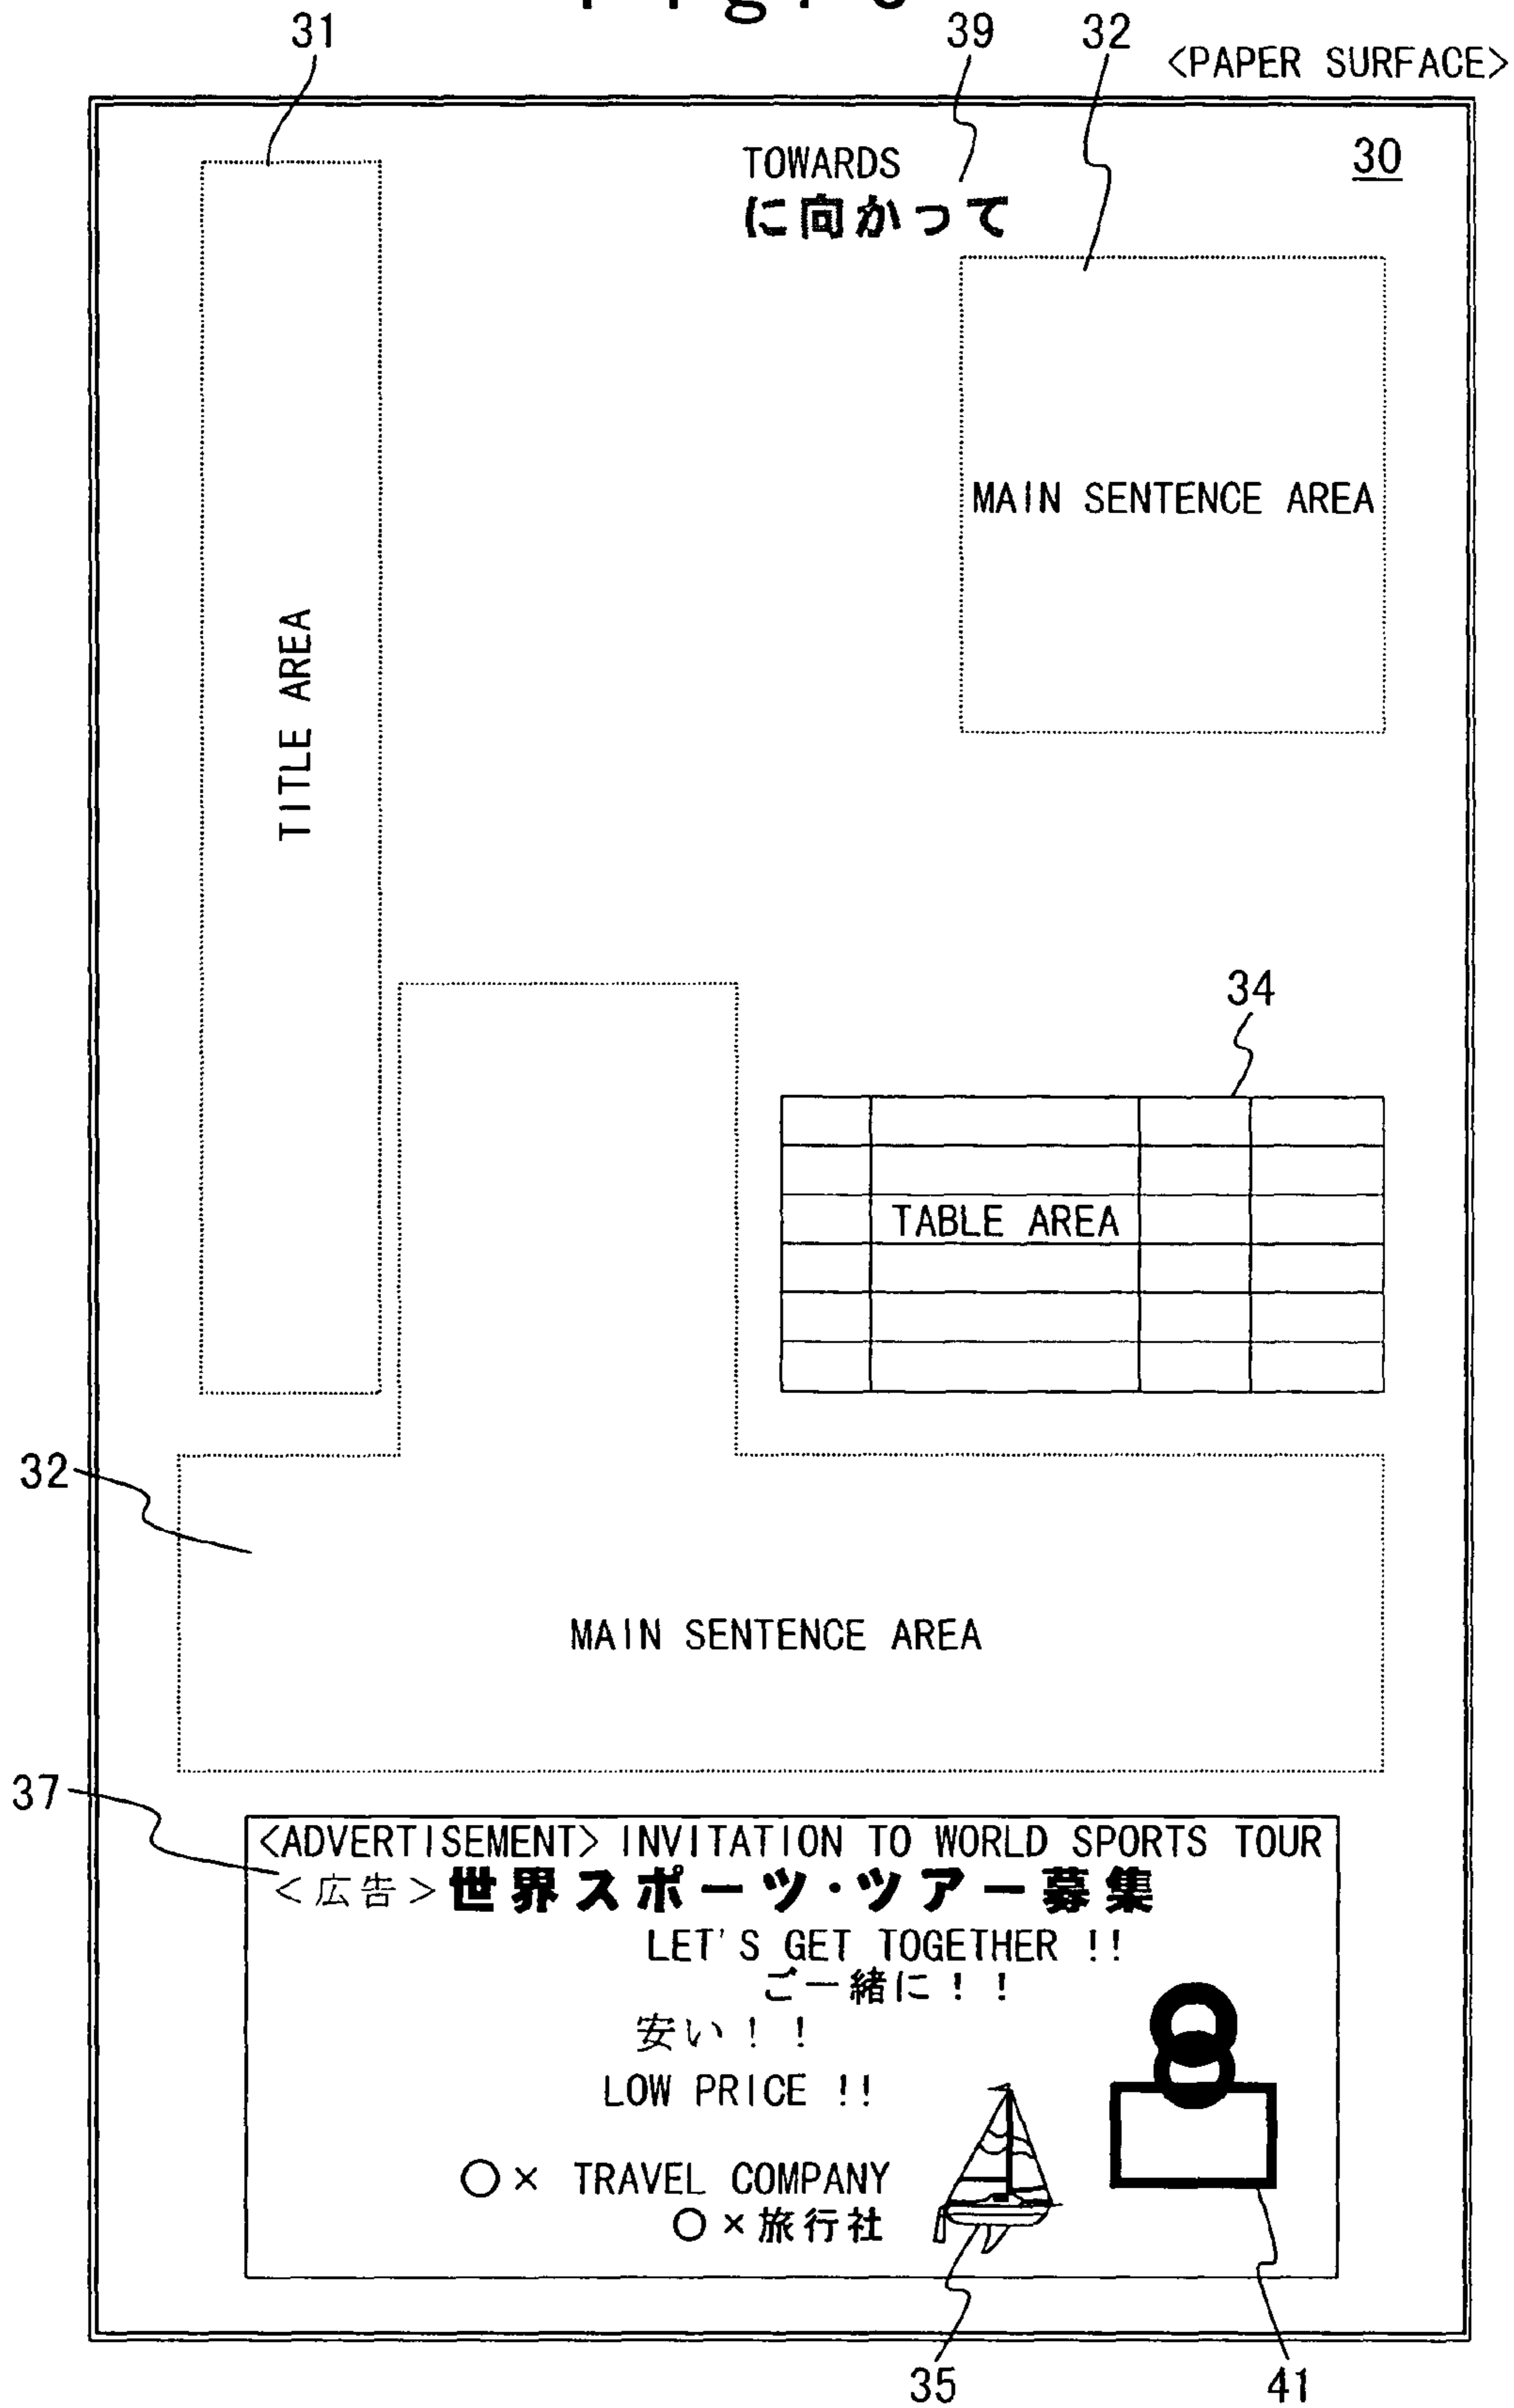 31
39
32
<PAPER SURFACE>
30
TOWARDS
に向かって
MAIN SENTENCE AREA
TITLE AREA
34
TABLE AREA
32
MAIN SENTENCE AREA
37
<ADVERTISEMENT> INVITATION TO WORLD SPORTS TOUR
<広告>世界スポーツ・ツアー募集
LET'S GET TOGETHER !!
ご一緒に!!
安い!!
LOW PRICE !!
○× TRAVEL COMPANY
○×旅行社
35
41